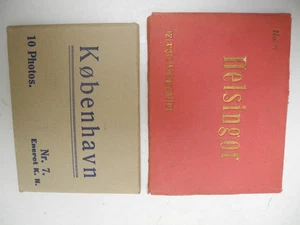 København
10 Photos.
Nr. 7.
Eneret K. N.
Helsingør